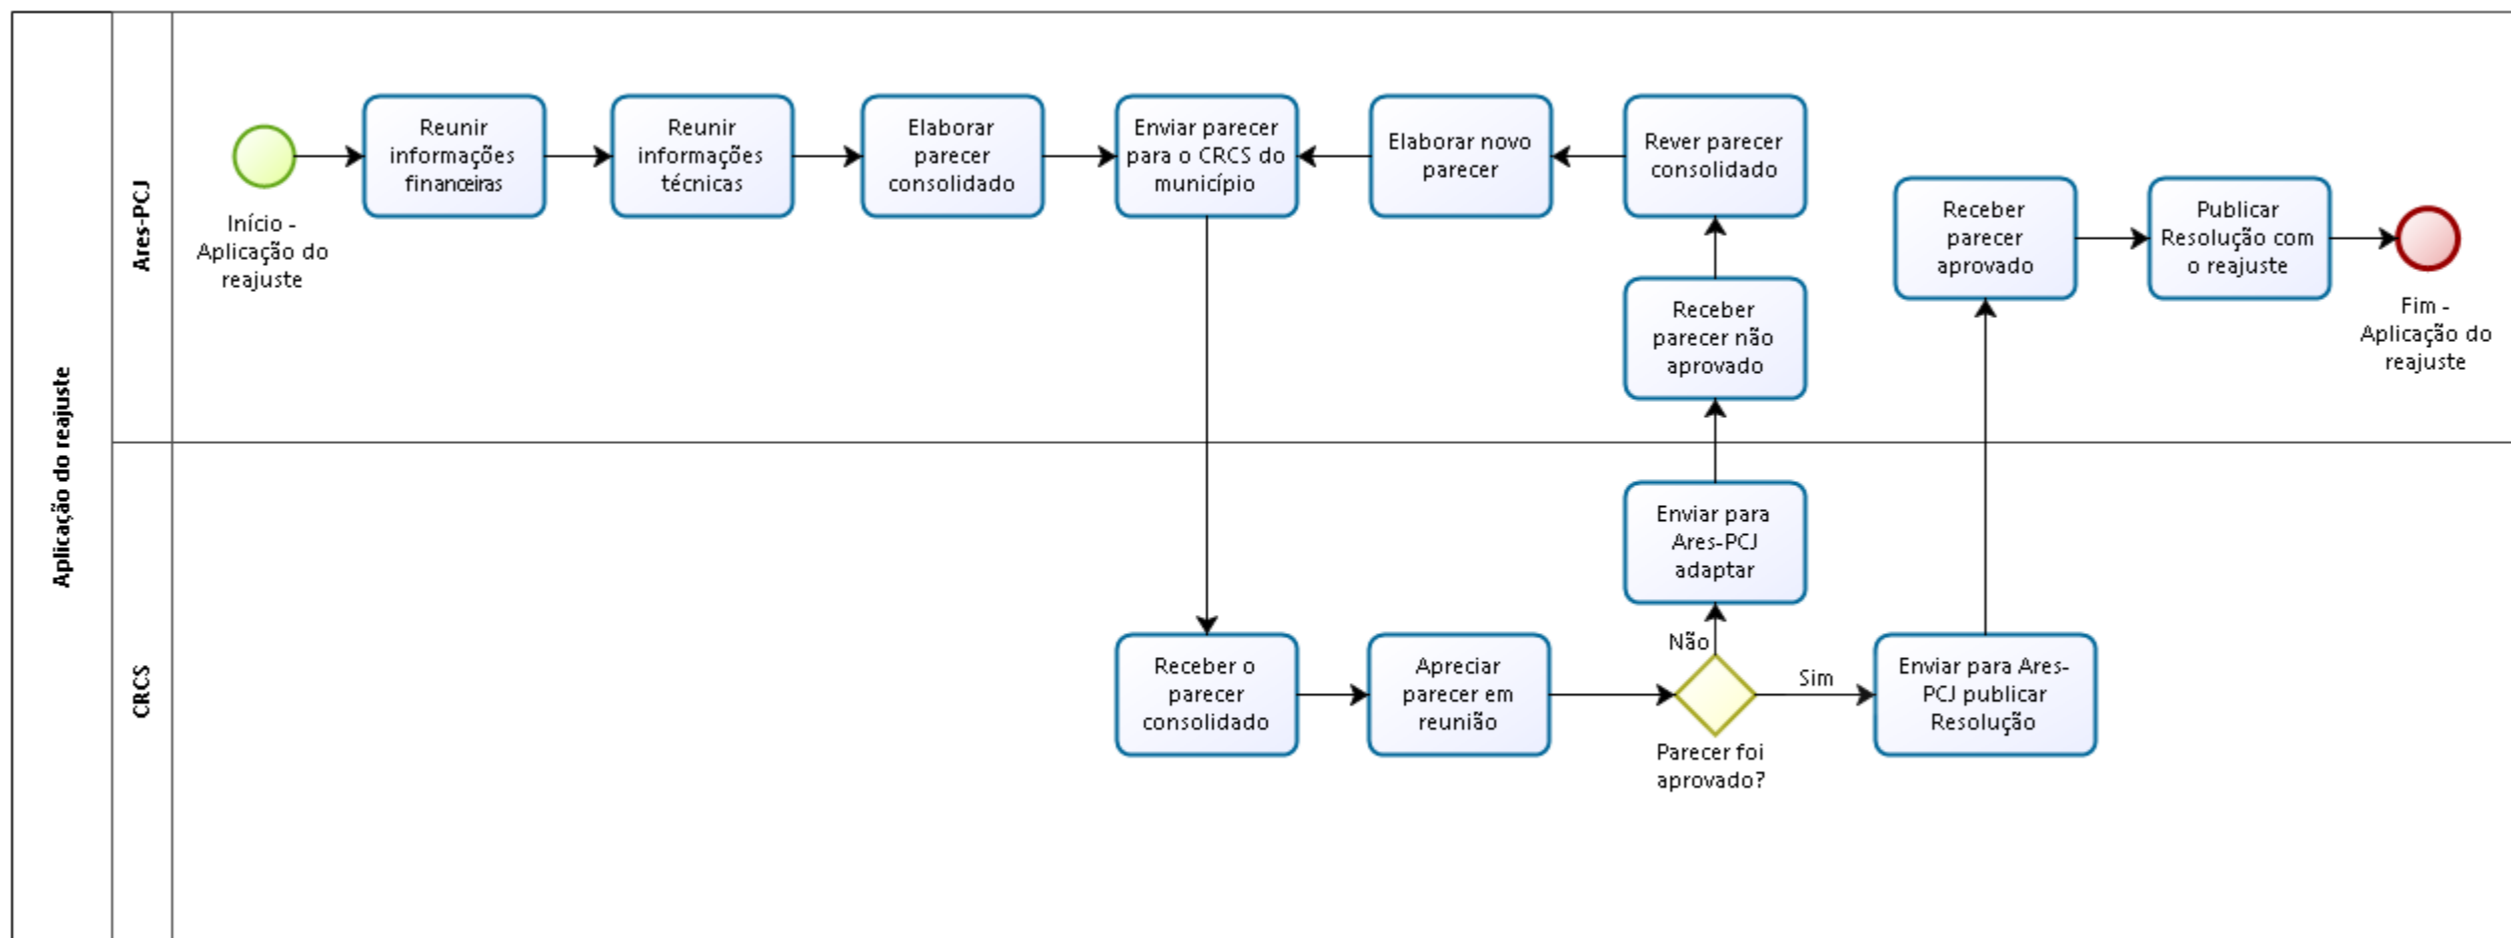 Aplicação do reajuste
Ares-PCJ
Início -
Aplicação do
reajuste
Reunir
informações
financeiras
Reunir
informações
técnicas
Elaborar
parecer
consolidado
Enviar parecer
para o CRCS do
município
Elaborar novo
parecer
Rever parecer
consolidado
Receber
parecer não
aprovado
Receber
parecer
aprovado
Publicar
Resolução com
o reajuste
Fim -
Aplicação do
reajuste
CRCS
Receber o
parecer
consolidado
Apreciar
parecer em
reunião
Parecer foi
aprovado?
Não
Enviar para
Ares-PCJ
adaptar
Sim
Enviar para Ares-
PCJ publicar
Resolução